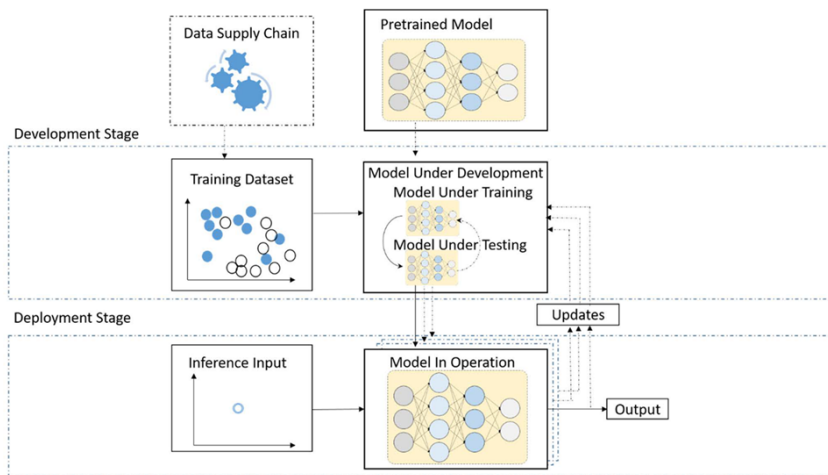 Data Supply Chain
Pretrained Model
Development Stage
Training Dataset
Model Under Development
Model Under Training
Model Under Testing
Deployment Stage
Updates
Inference Input
Model In Operation
Output